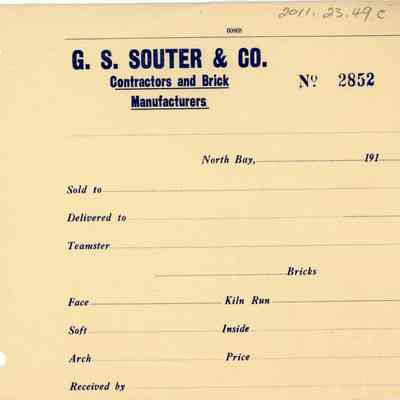 2011.23.49c
G. S. SOUTER & CO.
Contractors and Brick
Manufacturers
Nº 2852
North Bay, 191
Sold to
Delivered to
Teamster
Bricks
Face Kiln Run
Soft Inside
Arch Price
Received by